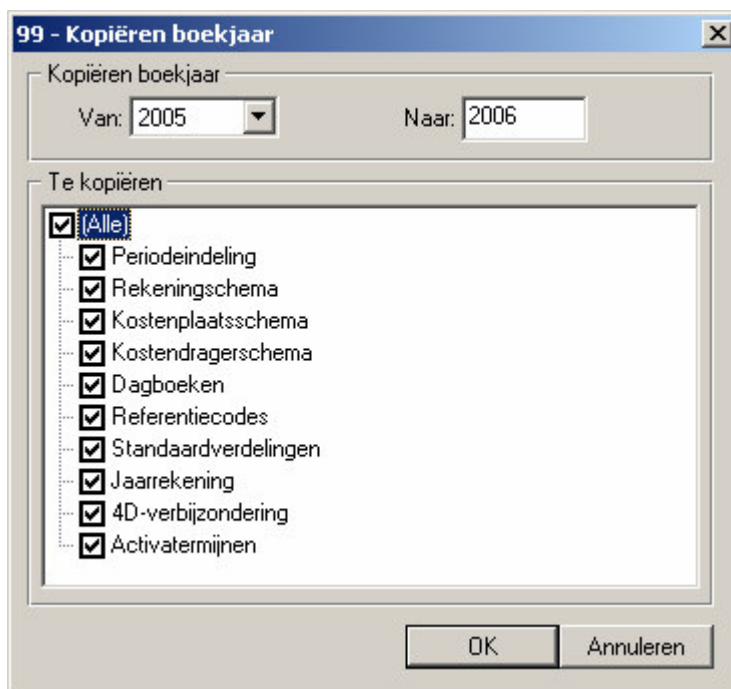 99 - Kopiëren boekjaar
Kopiëren boekjaar
Van: 2005 Naar: 2006
Te kopiëren
(Alle)
Periodeindeling
Rekeningschema
Kostenplaatsschema
Kostendragerschema
Dagboeken
Referentiecodes
Standaardverdelingen
Jaarrekening
4D-verbijzondering
Activatermijnen
OK Annuleren